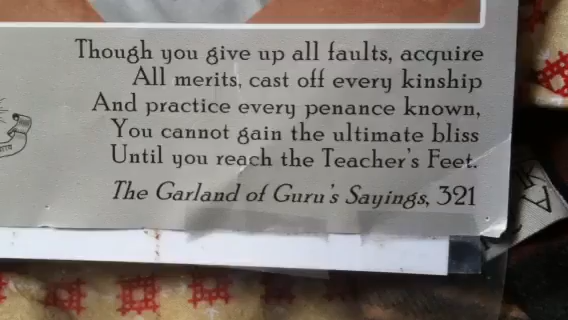 Though you give up all faults, acquire
All merits, cast off every kinship
And practice every penance known,
You cannot gain the ultimate bliss
Until you reach the Teacher's Feet.
The Garland of Guru's Sayings, 321